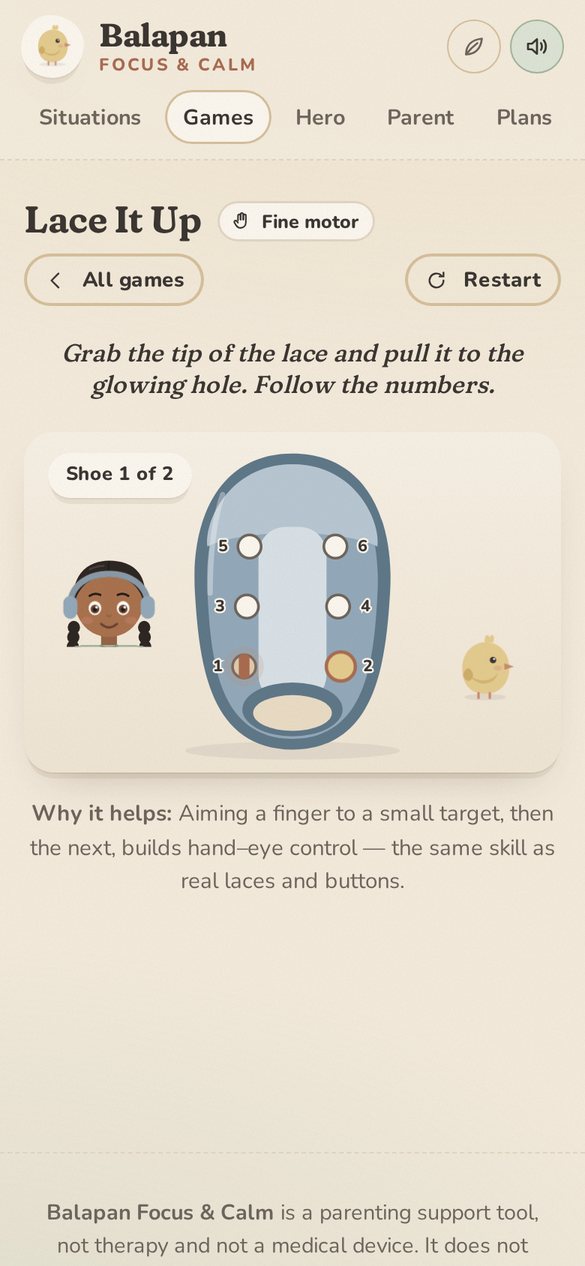 Balapan
FOCUS & CALM
Situations Games Hero Parent Plans
Lace It Up Fine motor
All games Restart
Grab the tip of the lace and pull it to the
glowing hole. Follow the numbers.
Shoe 1 of 2
5 6
3 4
1 2
Why it helps: Aiming a finger to a small target, then
the next, builds hand–eye control — the same skill as
real laces and buttons.
Balapan Focus & Calm is a parenting support tool,
not therapy and not a medical device. It does not